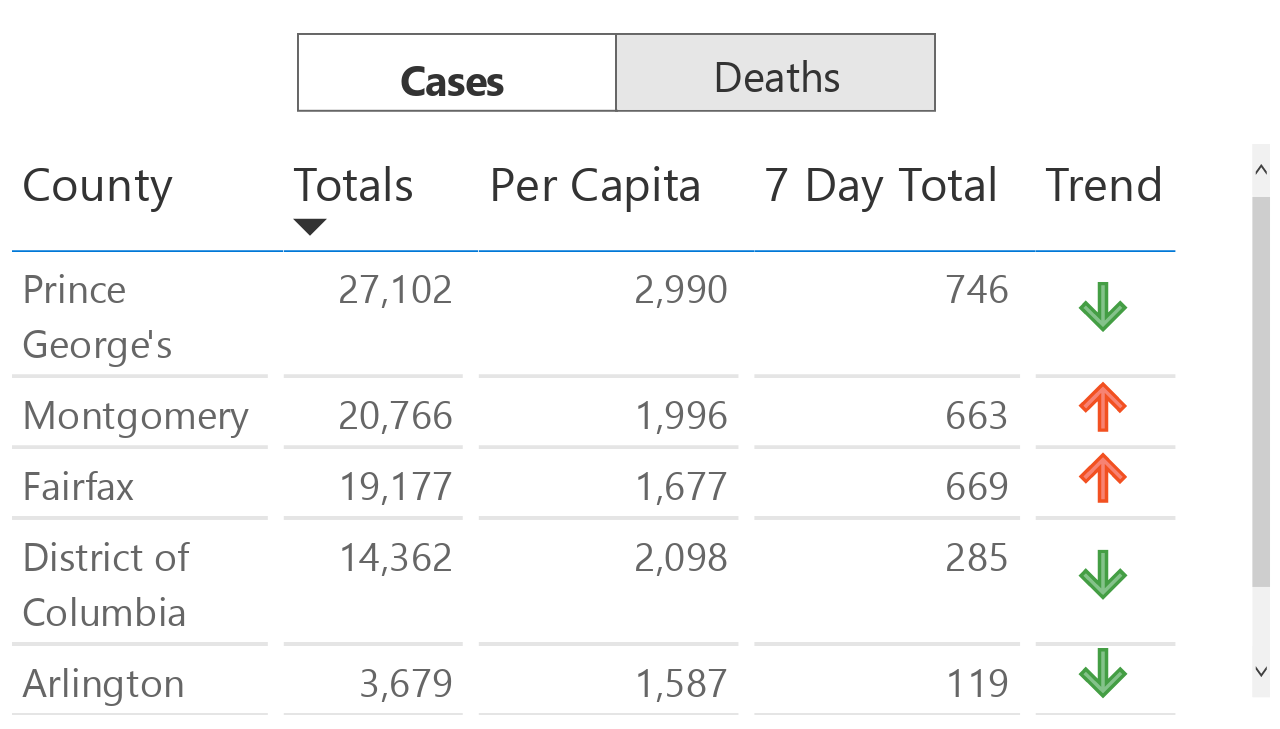 Cases Deaths
County Totals Per Capita 7 Day Total Trend
Prince 27,102 2,990 746
George's
Montgomery 20,766 1,996 663
Fairfax 19,177 1,677 669
District of 14,362 2,098 285
Columbia
Arlington 3,679 1,587 119